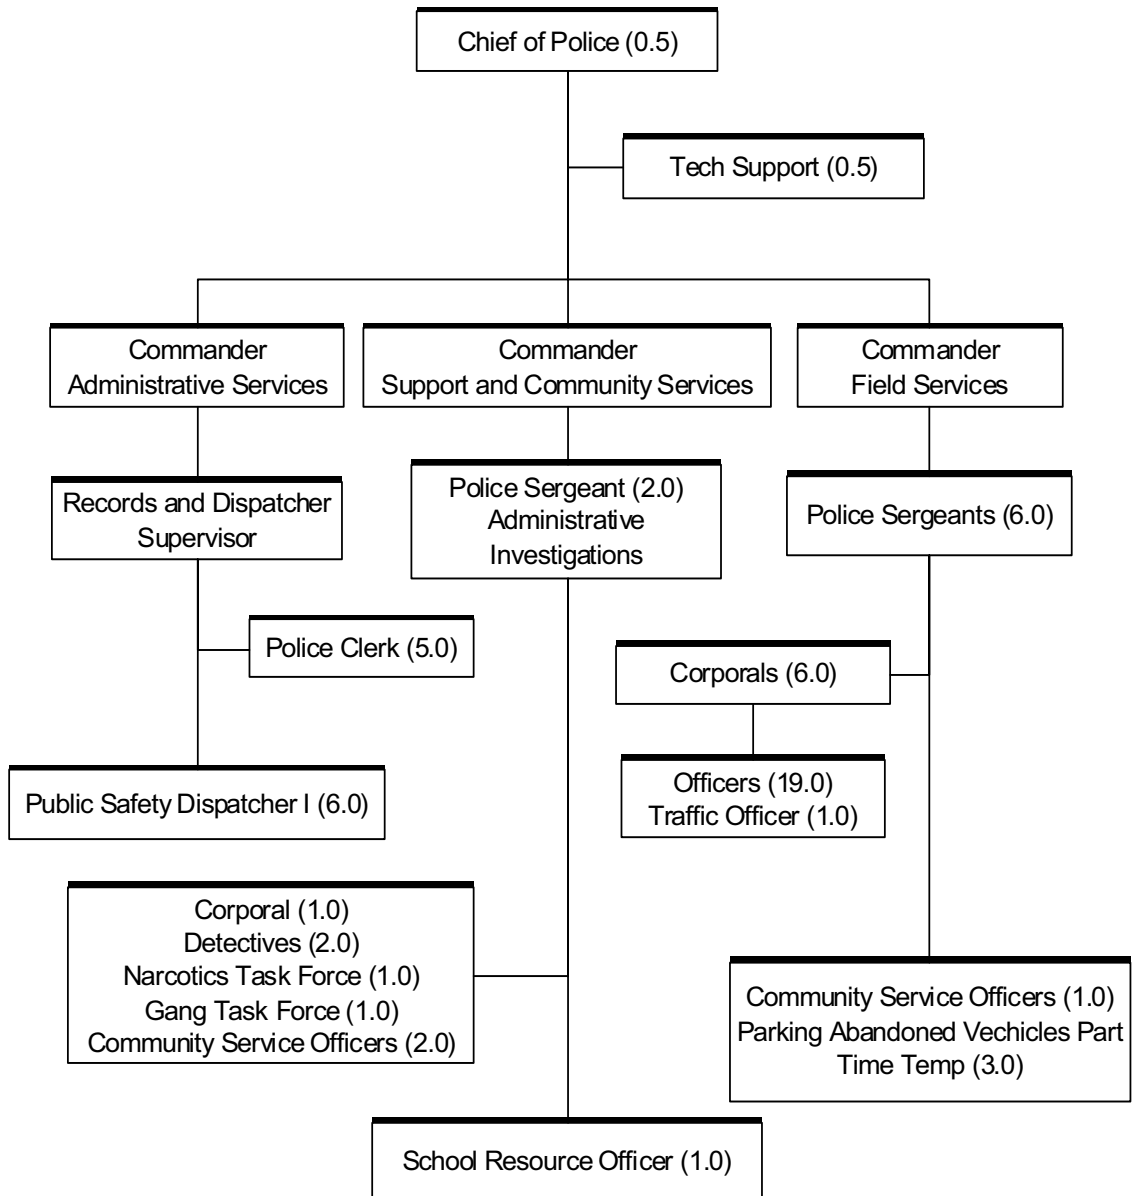 Chief of Police (0.5)
Tech Support (0.5)
Commander
Administrative Services
Commander
Support and Community Services
Commander
Field Services
Records and Dispatcher
Supervisor
Police Sergeant (2.0)
Administrative
Investigations
Police Sergeants (6.0)
Police Clerk (5.0)
Corporals (6.0)
Public Safety Dispatcher I (6.0)
Officers (19.0)
Traffic Officer (1.0)
Corporal (1.0)
Detectives (2.0)
Narcotics Task Force (1.0)
Gang Task Force (1.0)
Community Service Officers (2.0)
Community Service Officers (1.0)
Parking Abandoned Vechicles Part
Time Temp (3.0)
School Resource Officer (1.0)